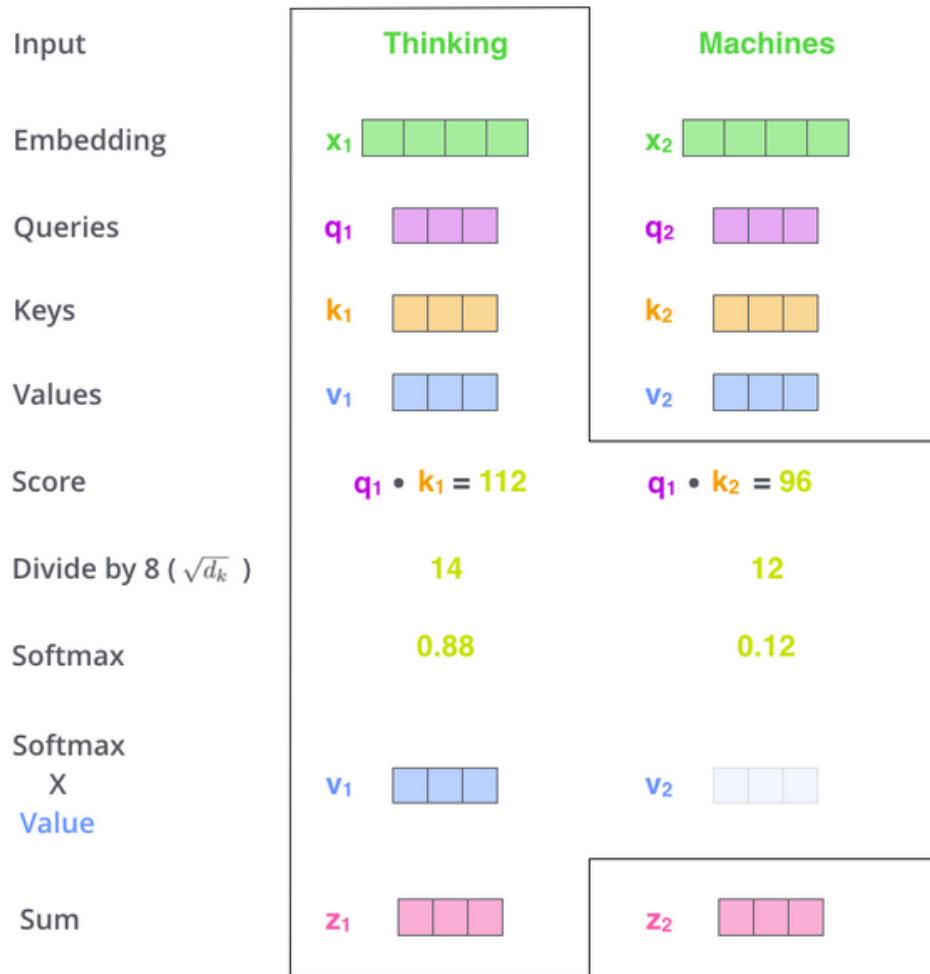 Input Thinking Machines
Embedding x₁ x₂
Queries q₁ q₂
Keys k₁ k₂
Values v₁ v₂
Score q₁ • k₁ = 112 q₁ • k₂ = 96
Divide by 8 ( √dₖ ) 14 12
Softmax 0.88 0.12
Softmax
X
Value v₁ v₂
Sum z₁ z₂